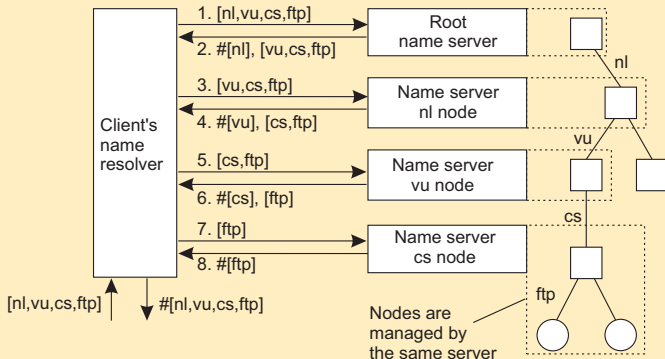 1. [nl,vu,cs,ftp]
2. #[nl], [vu,cs,ftp]
Root
name server
nl
3. [vu,cs,ftp]
4. #[vu], [cs,ftp]
Name server
nl node
vu
Client's
name
resolver
5. [cs,ftp]
6. #[cs], [ftp]
Name server
vu node
cs
7. [ftp]
8. #[ftp]
Name server
cs node
ftp
[nl,vu,cs,ftp]
#[nl,vu,cs,ftp]
Nodes are
managed by
the same server